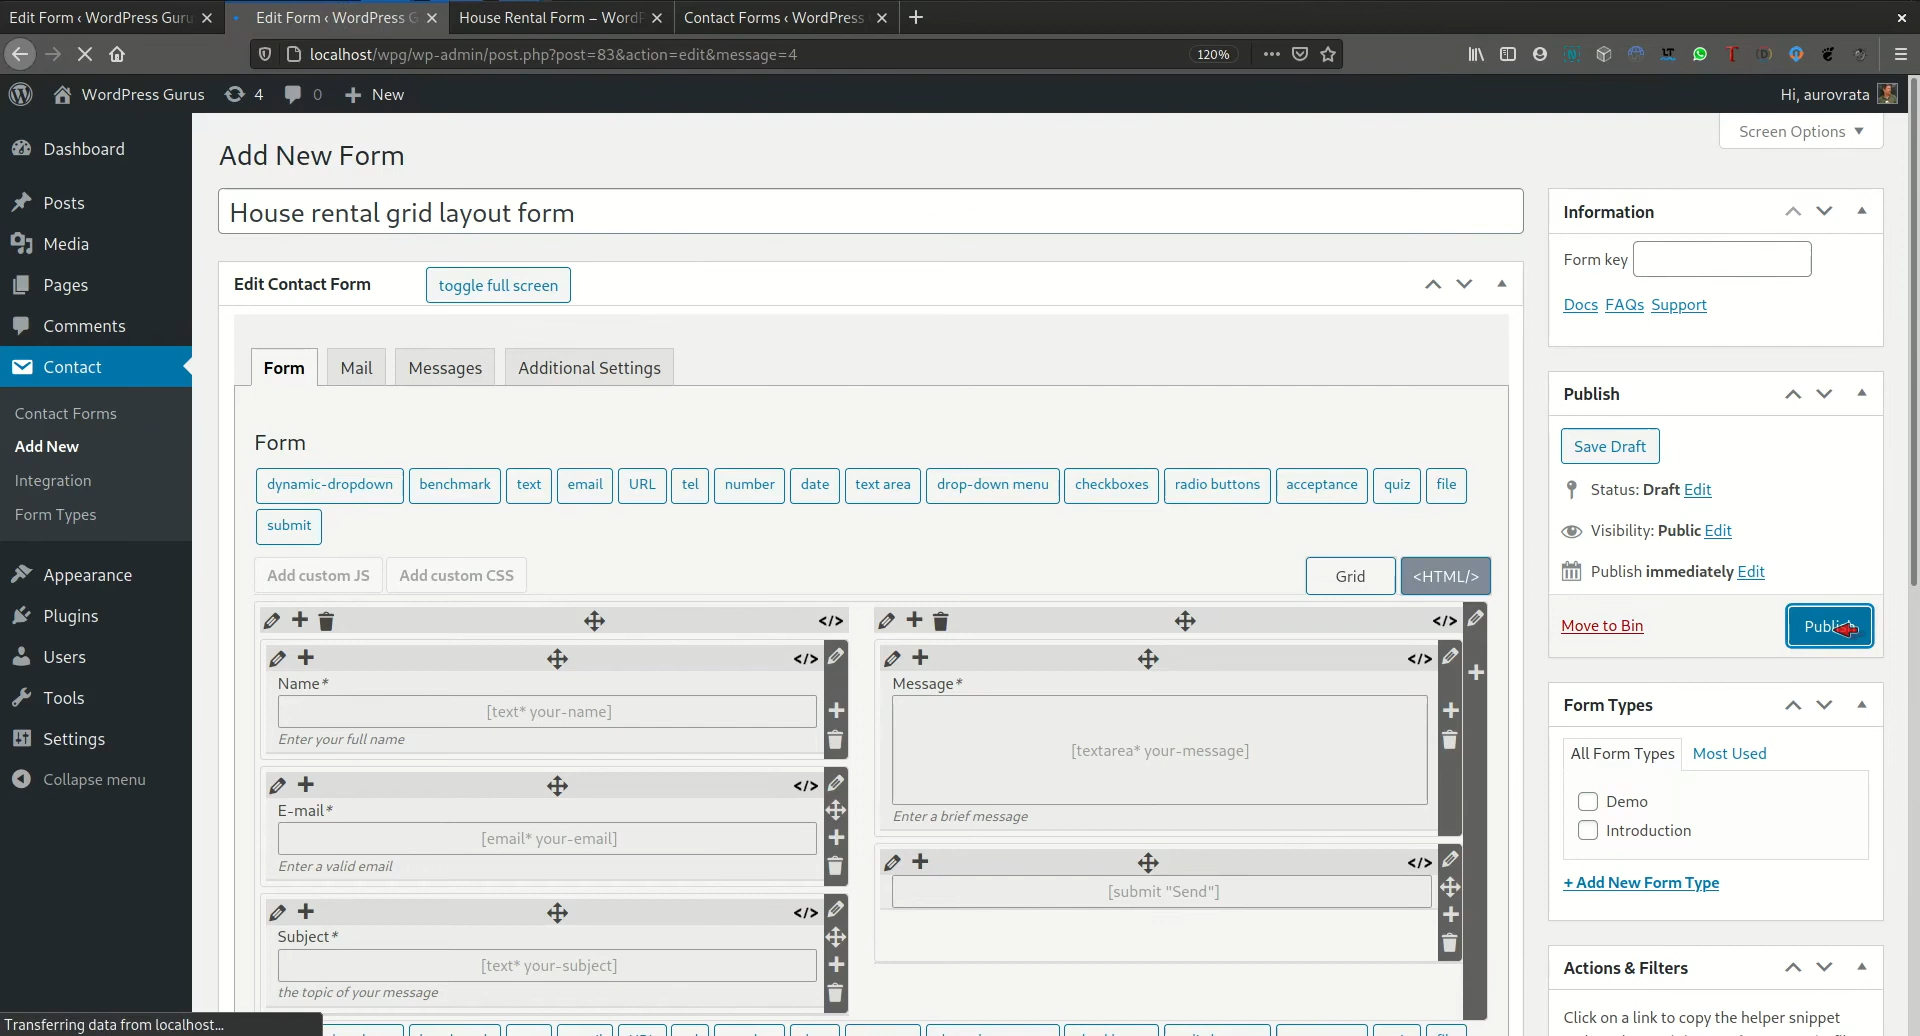 Edit Form ‹ WordPress Guru
Edit Form ‹ WordPress G
House Rental Form – WordP
Contact Forms ‹ WordPress
localhost/wpg/wp-admin/post.php?post=83&action=edit&message=4
120%
WordPress Gurus
4
0
New
Hi, aurovrata
Dashboard
Posts
Media
Pages
Comments
Contact
Contact Forms
Add New
Integration
Form Types
Appearance
Plugins
Users
Tools
Settings
Collapse menu
Screen Options
Add New Form
House rental grid layout form
Edit Contact Form
toggle full screen
Form
Mail
Messages
Additional Settings
Form
dynamic-dropdown
benchmark
text
email
URL
tel
number
date
text area
drop-down menu
checkboxes
radio buttons
acceptance
quiz
file
submit
Add custom JS
Add custom CSS
Grid
<HTML/>
</>
</>
</>
Name*
[text* your-name]
Enter your full name
</>
E-mail*
[email* your-email]
Enter a valid email
</>
Subject*
[text* your-subject]
the topic of your message
</>
Message*
[textarea* your-message]
Enter a brief message
</>
[submit "Send"]
Information
Form key
Docs FAQs Support
Publish
Save Draft
Status: Draft Edit
Visibility: Public Edit
Publish immediately Edit
Move to Bin
Publish
Form Types
All Form Types
Most Used
Demo
Introduction
+ Add New Form Type
Actions & Filters
Click on a link to copy the helper snippet
Transferring data from localhost...